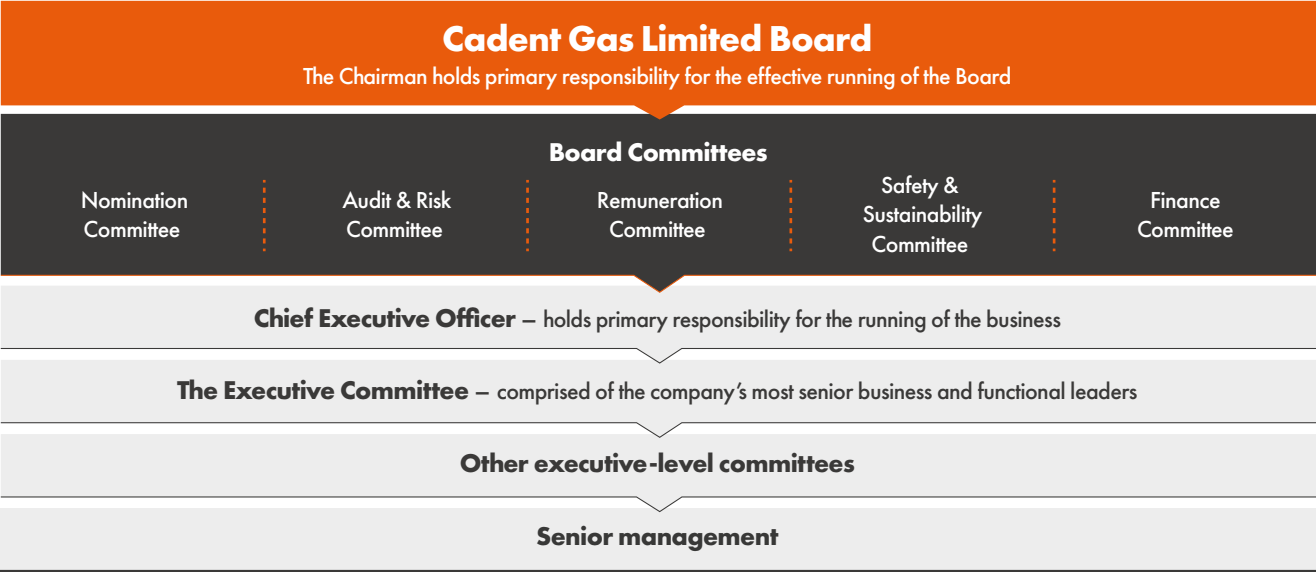 Cadent Gas Limited Board
The Chairman holds primary responsibility for the effective running of the Board
Board Committees
Nomination
Committee
Audit & Risk
Committee
Remuneration
Committee
Safety &
Sustainability
Committee
Finance
Committee
Chief Executive Officer – holds primary responsibility for the running of the business
The Executive Committee – comprised of the company’s most senior business and functional leaders
Other executive-level committees
Senior management